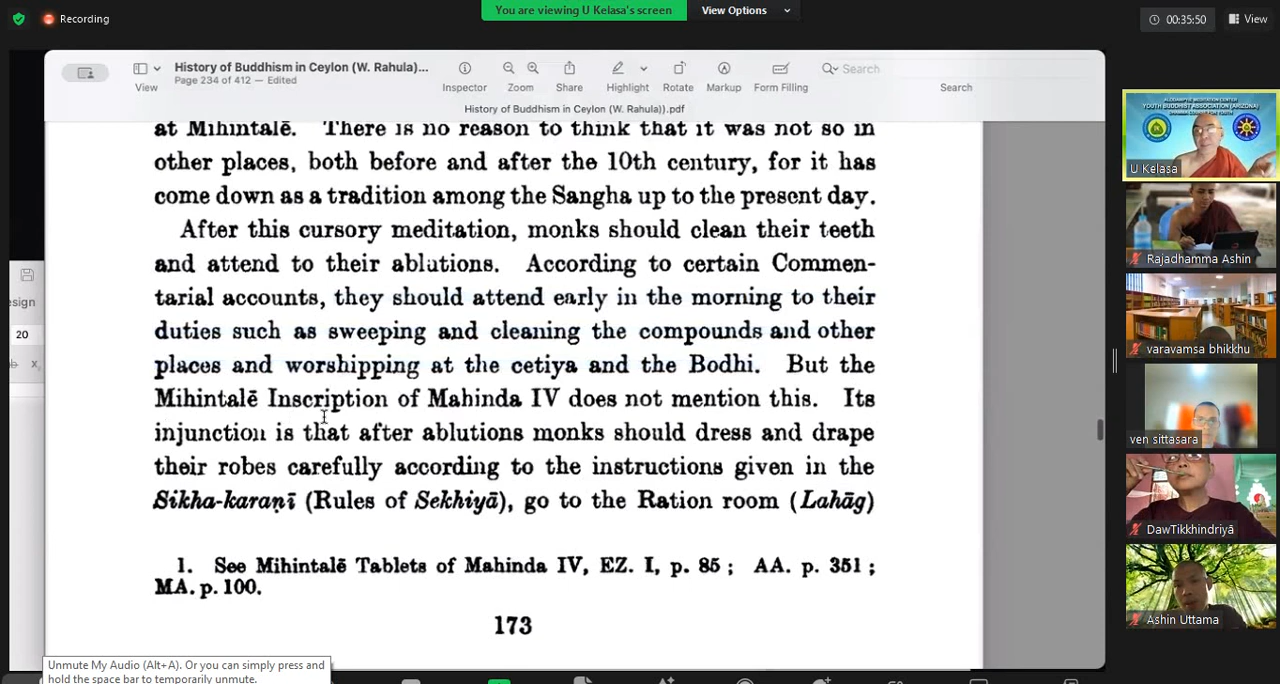 Recording
You are viewing U Kelasa's screen
View Options
00:35:50
View
History of Buddhism in Ceylon (W. Rahula)...
Page 234 of 412 — Edited
View
Inspector
Zoom
Share
Highlight
Rotate
Markup
Form Filling
Search
Search
History of Buddhism in Ceylon (W. Rahula)).pdf
at Mihintalē. There is no reason to think that it was not so in
other places, both before and after the 10th century, for it has
come down as a tradition among the Sangha up to the present day.
After this cursory meditation, monks should clean their teeth
and attend to their ablutions. According to certain Commen-
tarial accounts, they should attend early in the morning to their
duties such as sweeping and cleaning the compounds and other
places and worshipping at the cetiya and the Bodhi. But the
Mihintalē Inscription of Mahinda IV does not mention this. Its
injunction is that after ablutions monks should dress and drape
their robes carefully according to the instructions given in the
Sikha-karaṇī (Rules of Sekhiyā), go to the Ration room (Lahāg)
1. See Mihintalē Tablets of Mahinda IV, EZ. I, p. 85 ; AA. p. 351 ;
MA. p. 100.
173
esign
20
Unmute My Audio (Alt+A). Or you can simply press and
hold the space bar to temporarily unmute.
YOUTH BUDDHIST ASSOCIATION (ARIZONA)
U Kelasa
Rajadhamma Ashin
varavamsa bhikkhu
ven sittasara
DawTikkhindriyā
Ashin Uttama